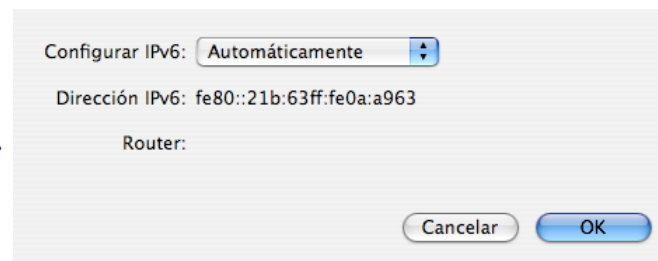 Configurar IPv6: Automáticamente
Dirección IPv6: fe80::21b:63ff:fe0a:a963
Router:
Cancelar OK